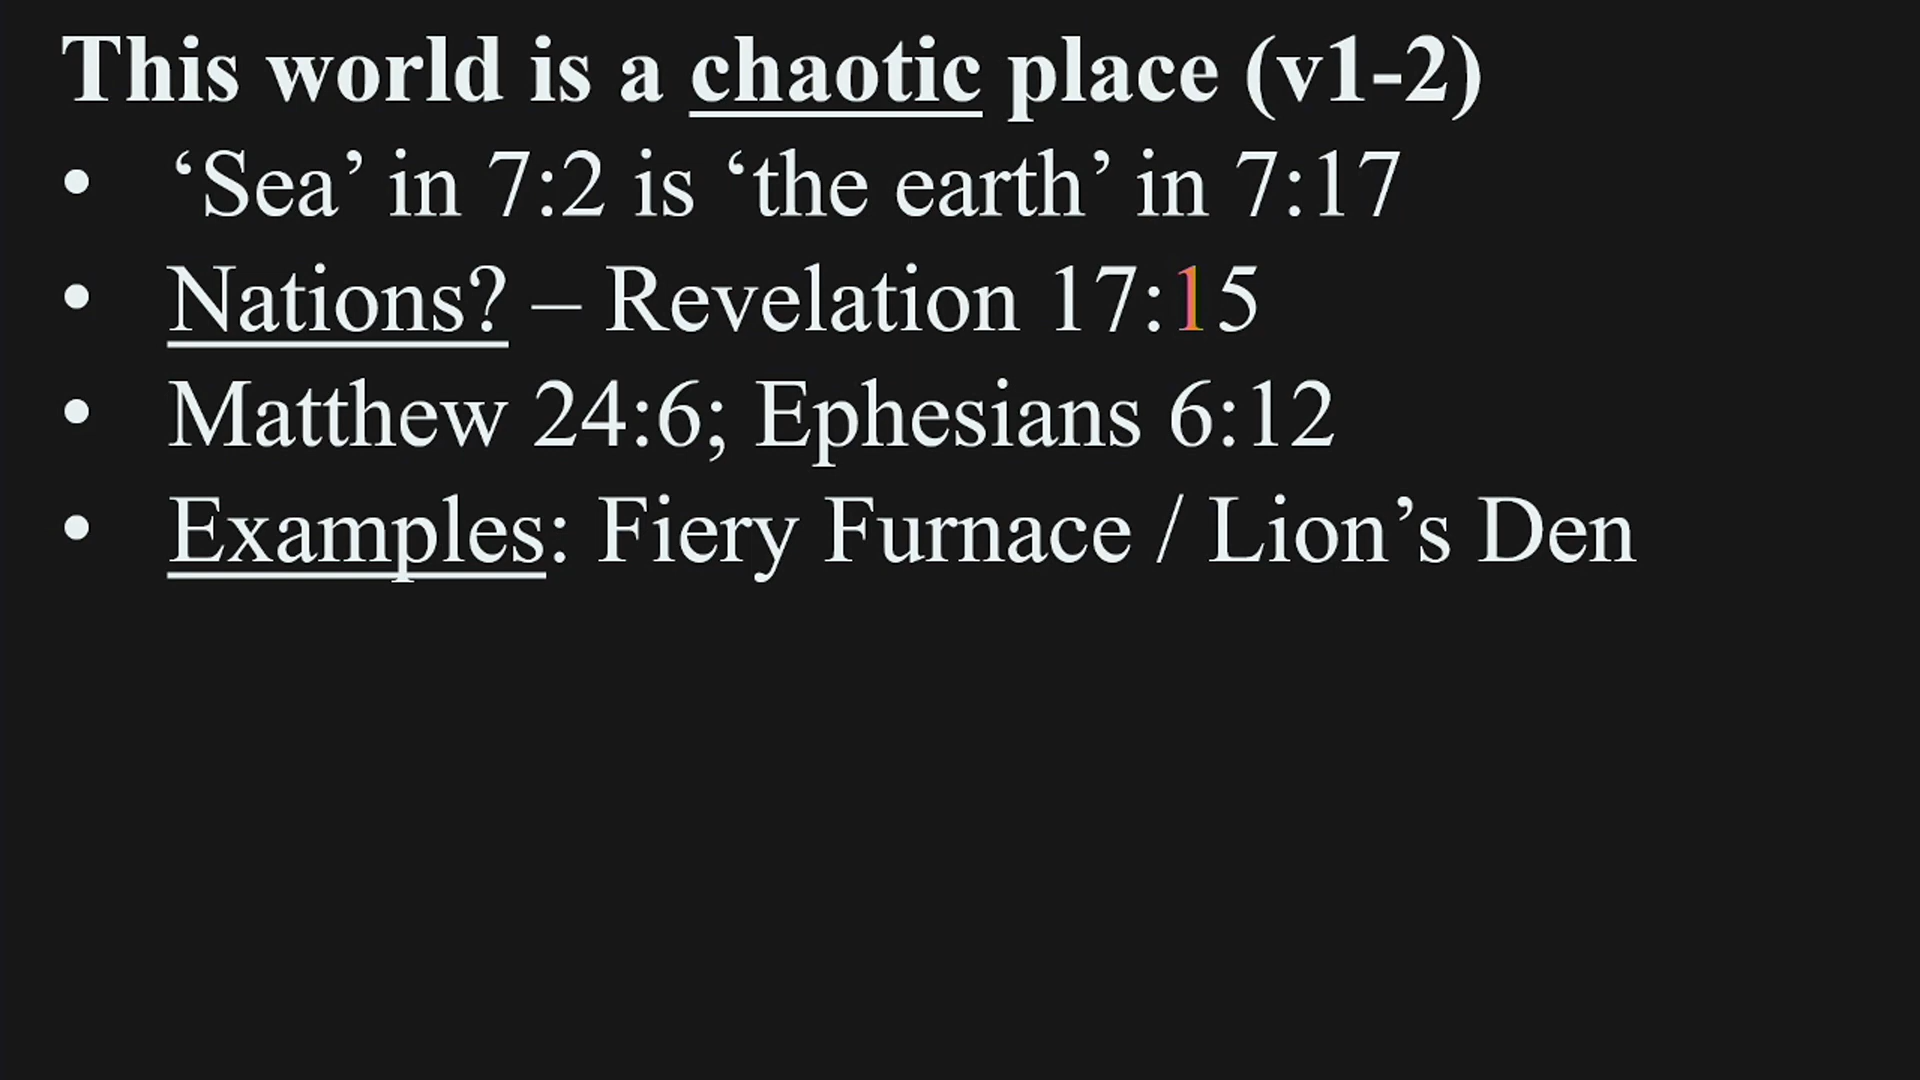 This world is a chaotic place (v1-2)
• ‘Sea’ in 7:2 is ‘the earth’ in 7:17
• Nations? – Revelation 17:15
• Matthew 24:6; Ephesians 6:12
• Examples: Fiery Furnace / Lion’s Den